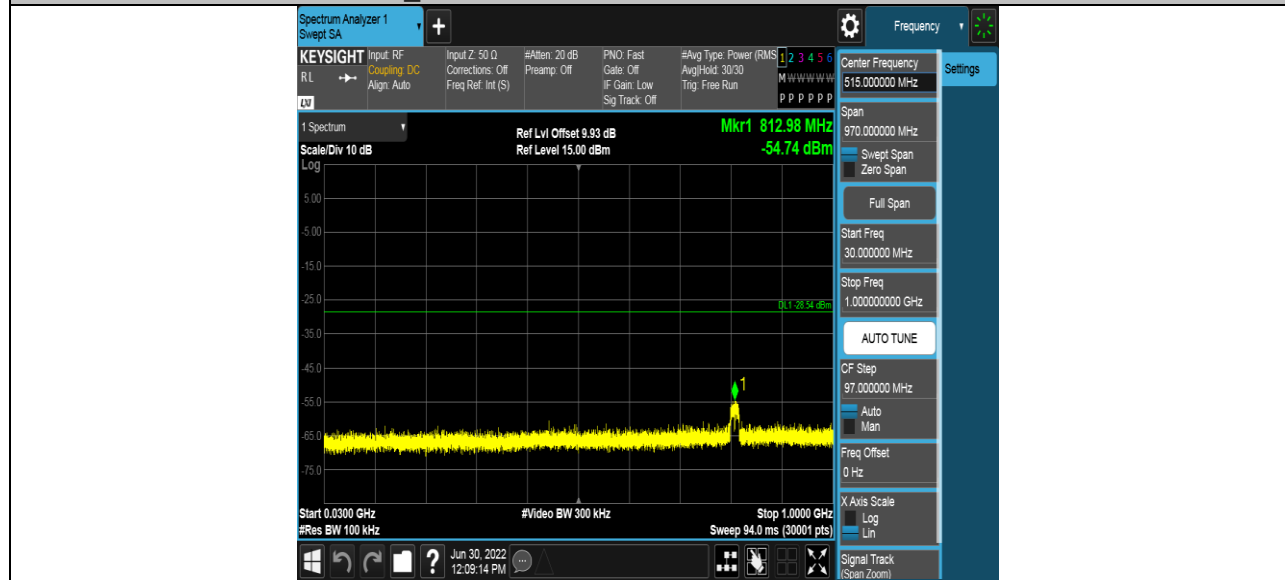 Spectrum Analyzer 1
Swept SA
+
Frequency
KEYSIGHT
RL
LXI
Input: RF
Coupling: DC
Align: Auto
Input Z: 50 Ω
Corrections: Off
Freq Ref: Int (S)
#Atten: 20 dB
Preamp: Off
PNO: Fast
Gate: Off
IF Gain: Low
Sig Track: Off
#Avg Type: Power (RMS
Avg|Hold: 30/30
Trig: Free Run
1 2 3 4 5 6
M W W W W W
P P P P P P
1 Spectrum
Scale/Div 10 dB
Ref Lvl Offset 9.93 dB
Ref Level 15.00 dBm
Mkr1 812.98 MHz
-54.74 dBm
Log
5.00
-5.00
-15.0
-25.0
DL1 -28.54 dBm
-35.0
-45.0
1
-55.0
-65.0
-75.0
Start 0.0300 GHz
#Res BW 100 kHz
#Video BW 300 kHz
Stop 1.0000 GHz
Sweep 94.0 ms (30001 pts)
?
Jun 30, 2022
12:09:14 PM
Center Frequency
515.000000 MHz
Settings
Span
970.000000 MHz
Swept Span
Zero Span
Full Span
Start Freq
30.000000 MHz
Stop Freq
1.000000000 GHz
AUTO TUNE
CF Step
97.000000 MHz
Auto
Man
Freq Offset
0 Hz
X Axis Scale
Log
Lin
Signal Track
(Span Zoom)